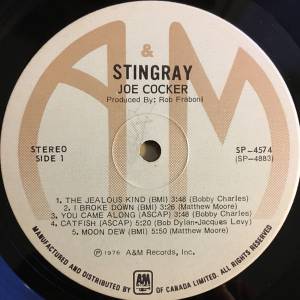 A&M
STINGRAY
JOE COCKER
Produced By: Rob Fraboni
STEREO
SIDE 1
SP-4574
(SP-4883)
1. THE JEALOUS KIND (BMI) 3:48 (Bobby Charles)
2. I BROKE DOWN (BMI) 3:26 (Matthew Moore)
3. YOU CAME ALONG (ASCAP) 3:48 (Bobby Charles)
4. CATFISH (ASCAP) 5:20 (Bob Dylan-Jacques Levy)
5. MOON DEW (BMI) 5:50 (Matthew Moore)
℗ 1976 A&M Records, Inc.
MANUFACTURED AND DISTRIBUTED BY A&M RECORDS OF CANADA LIMITED. ALL RIGHTS RESERVED.
A&M